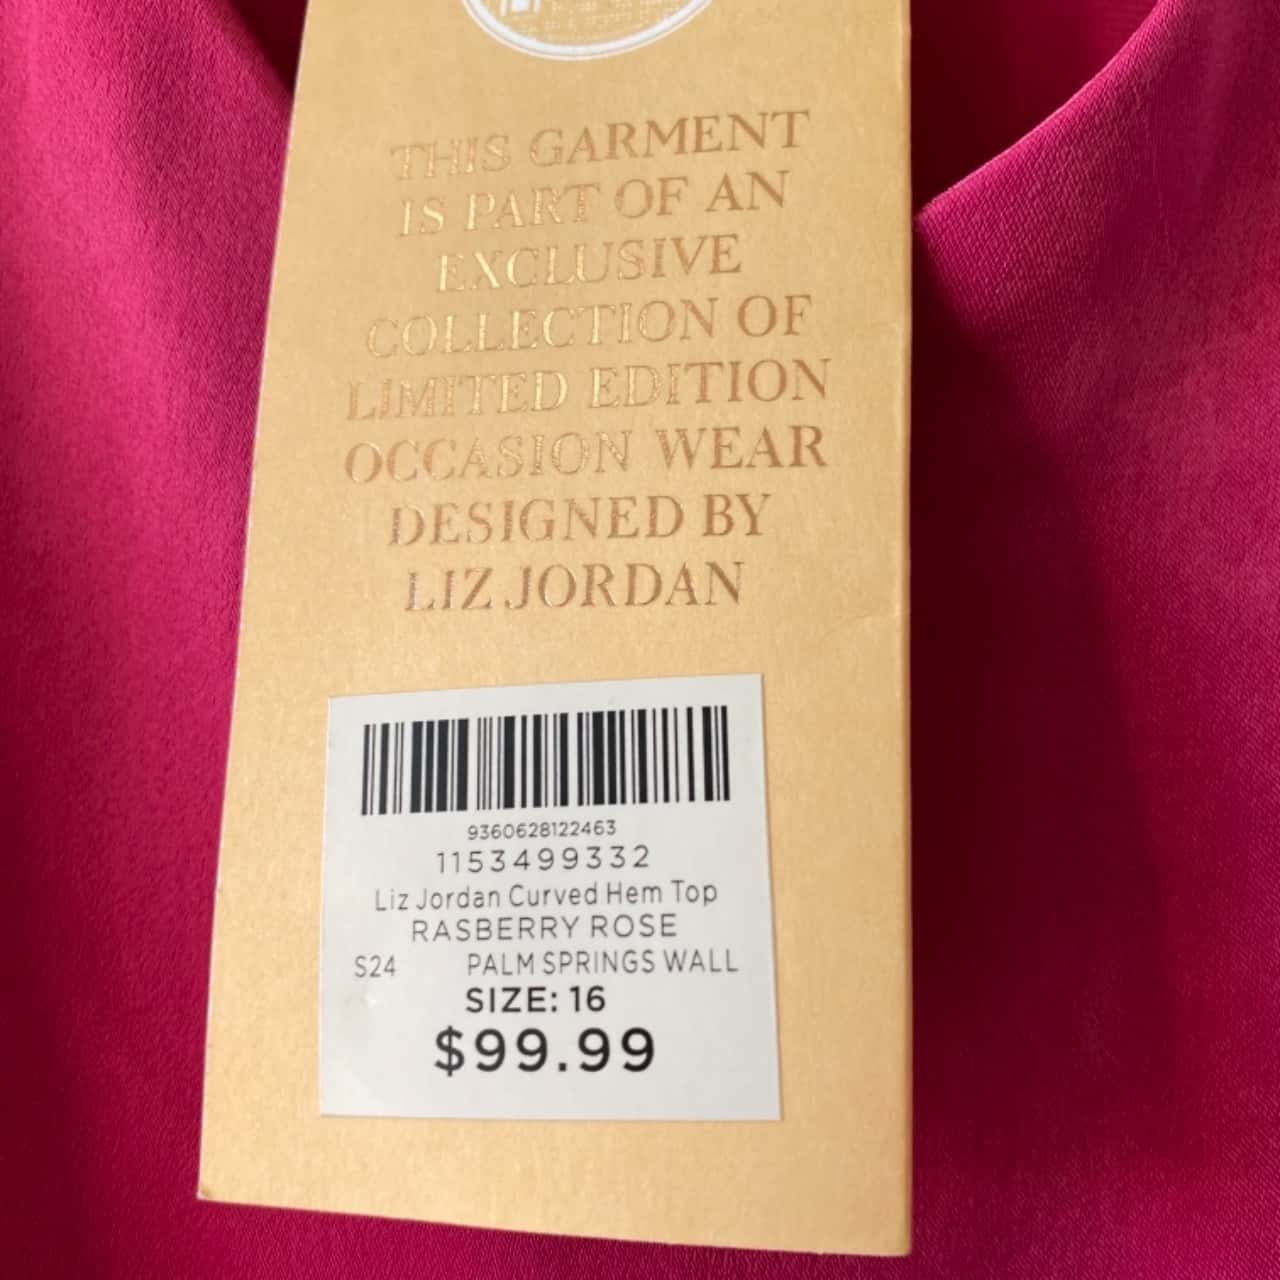 THIS GARMENT
IS PART OF AN
EXCLUSIVE
COLLECTION OF
LIMITED EDITION
OCCASION WEAR
DESIGNED BY
LIZ JORDAN
9360628122463
1153499332
Liz Jordan Curved Hem Top
RASBERRY ROSE
S24 PALM SPRINGS WALL
SIZE: 16
$99.99